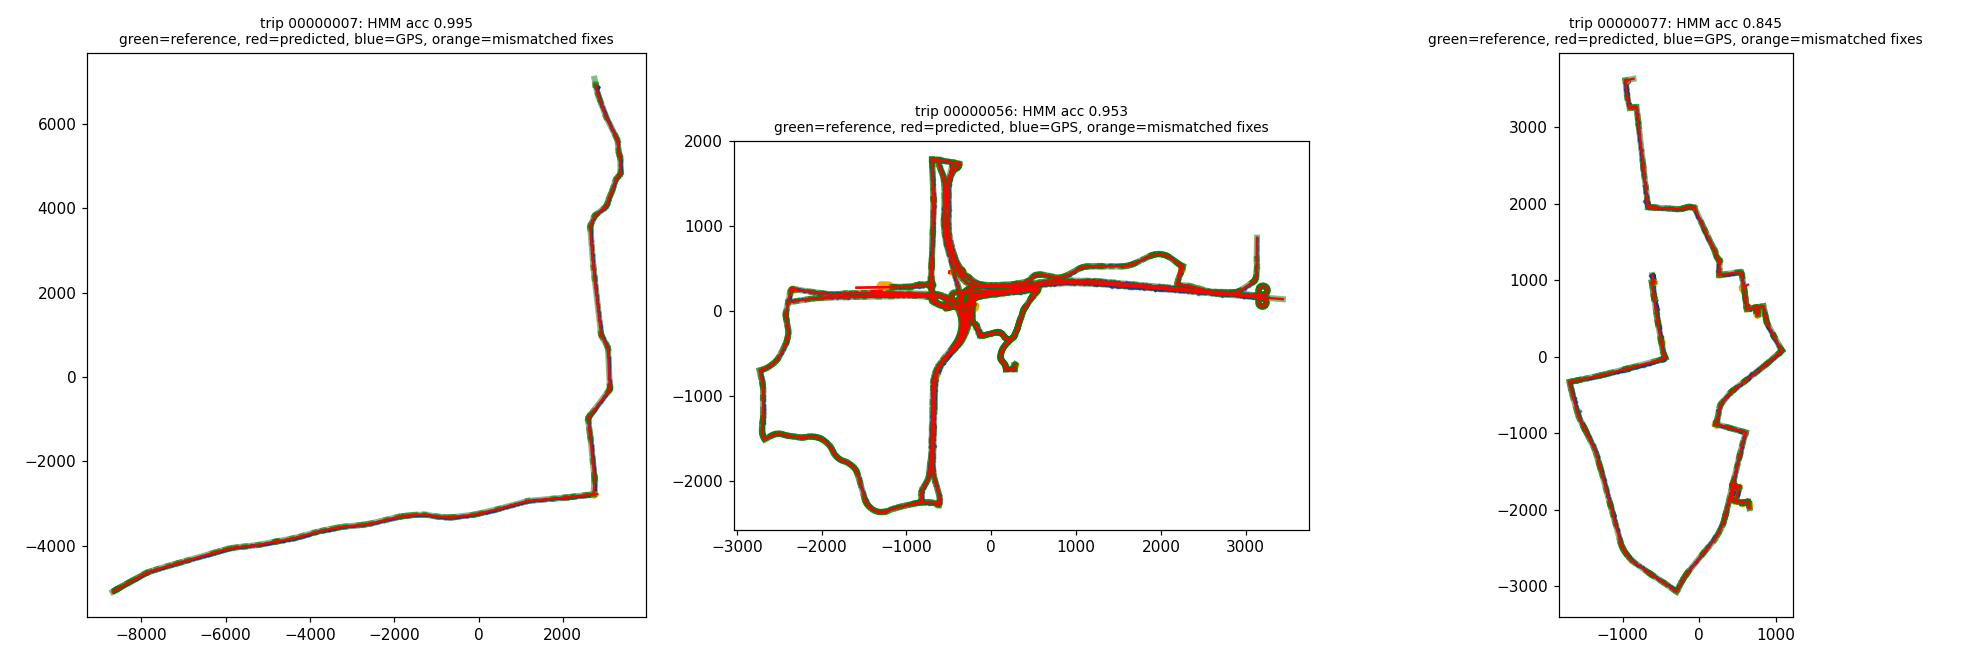 trip 00000007: HMM acc 0.995
green=reference, red=predicted, blue=GPS, orange=mismatched fixes
6000
4000
2000
0
−2000
−4000
−8000 −6000 −4000 −2000 0 2000
trip 00000056: HMM acc 0.953
green=reference, red=predicted, blue=GPS, orange=mismatched fixes
2000
1000
0
−1000
−2000
−3000 −2000 −1000 0 1000 2000 3000
trip 00000077: HMM acc 0.845
green=reference, red=predicted, blue=GPS, orange=mismatched fixes
3000
2000
1000
0
−1000
−2000
−3000
−1000 0 1000